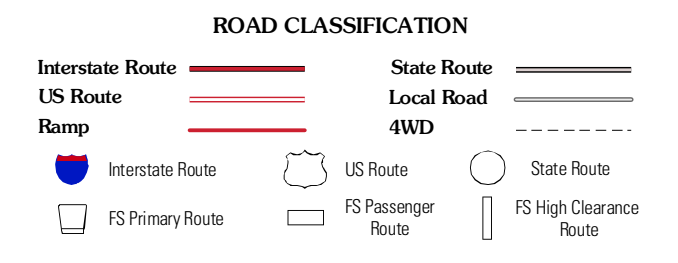 ROAD CLASSIFICATION
Interstate Route
State Route
US Route
Local Road
Ramp
4WD
Interstate Route
US Route
State Route
FS Primary Route
FS Passenger
Route
FS High Clearance
Route